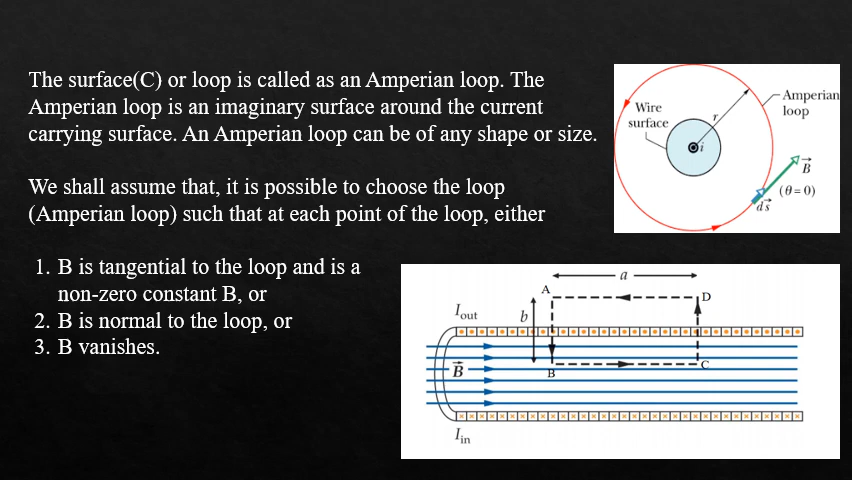 The surface(C) or loop is called as an Amperian loop. The
Amperian loop is an imaginary surface around the current
carrying surface. An Amperian loop can be of any shape or size.
We shall assume that, it is possible to choose the loop
(Amperian loop) such that at each point of the loop, either
1. B is tangential to the loop and is a
non-zero constant B, or
2. B is normal to the loop, or
3. B vanishes.
Wire
surface
r
i
Amperian
loop
B
(θ = 0)
ds
a
A
D
I out
b
B
B
C
I in